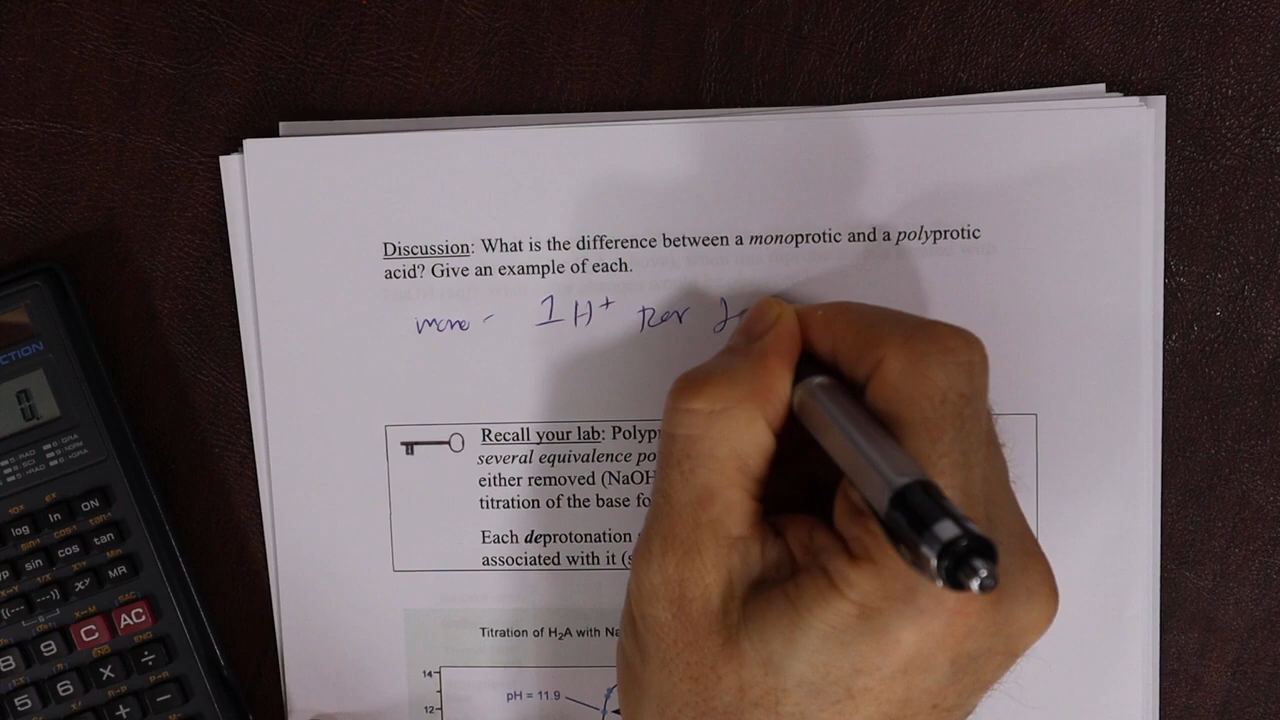 Discussion: What is the difference between a monoprotic and a polyprotic
acid? Give an example of each.
mono - 1 H+ per
Recall your lab: Polyp
several equivalence po
either removed (NaOH
titration of the base fo
Each deprotonation
associated with it (s
Titration of H2A with Na
14
pH = 11.9
12
CTION
0.
log ln ON
sin cos tan
xy MR
C AC
8 9 × ÷
5 6 + −